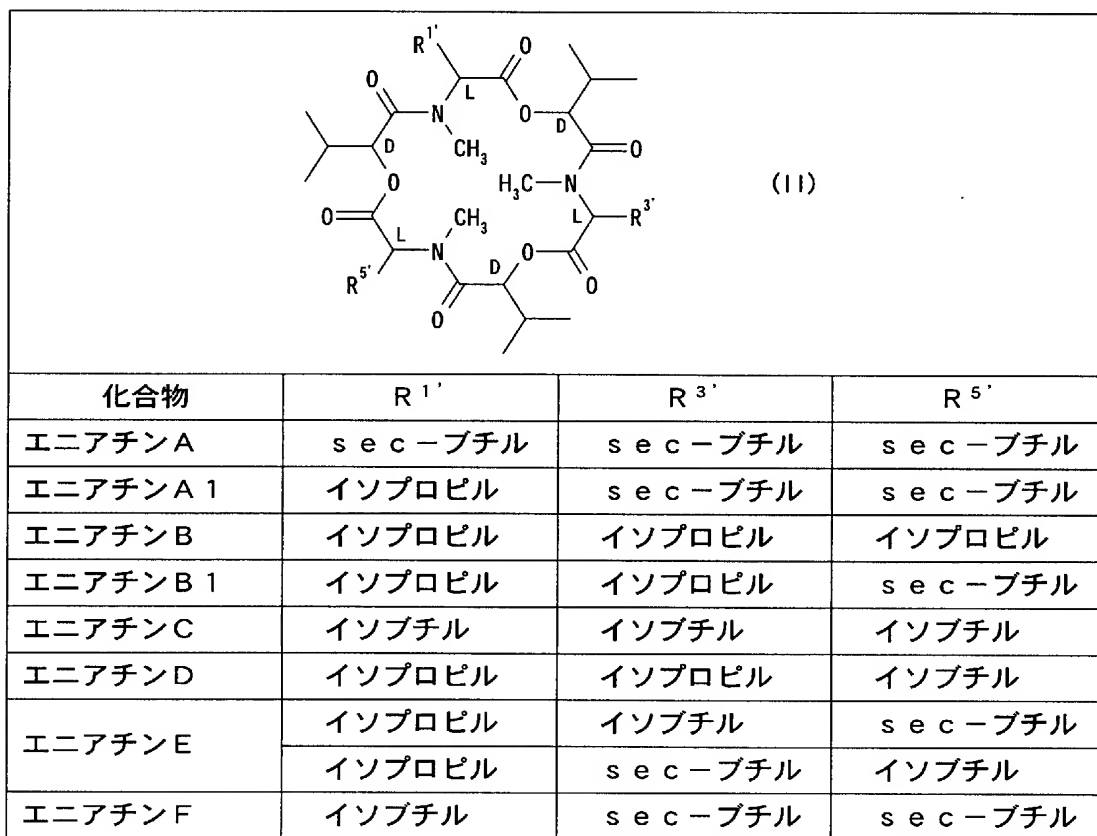 R1' O
O L
N O
D
D CH3 O
O H3C N
O CH3 L R3'
L N O
R5' D O
O
(II)
化合物 R1' R3' R5'
エニアチンA sec-ブチル sec-ブチル sec-ブチル
エニアチンA1 イソプロピル sec-ブチル sec-ブチル
エニアチンB イソプロピル イソプロピル イソプロピル
エニアチンB1 イソプロピル イソプロピル sec-ブチル
エニアチンC イソブチル イソブチル イソブチル
エニアチンD イソプロピル イソプロピル イソブチル
エニアチンE イソプロピル イソブチル sec-ブチル
イソプロピル sec-ブチル イソブチル
エニアチンF イソブチル sec-ブチル sec-ブチル